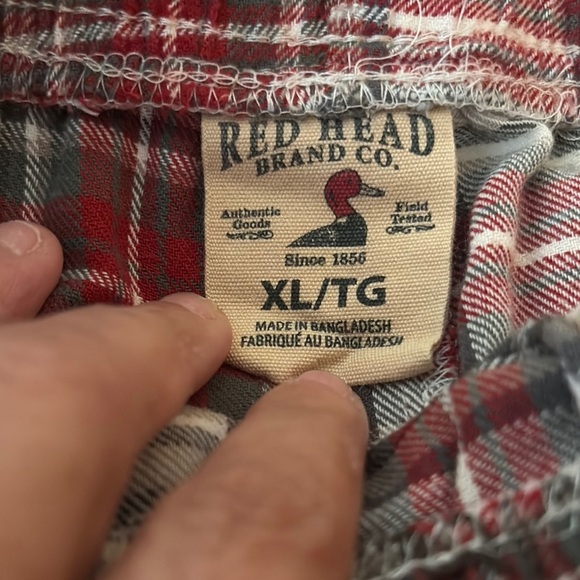 RED HEAD
BRAND CO.
Authentic Goods
Field Tested
Since 1856
XL/TG
MADE IN BANGLADESH
FABRIQUÉ AU BANGLADESH